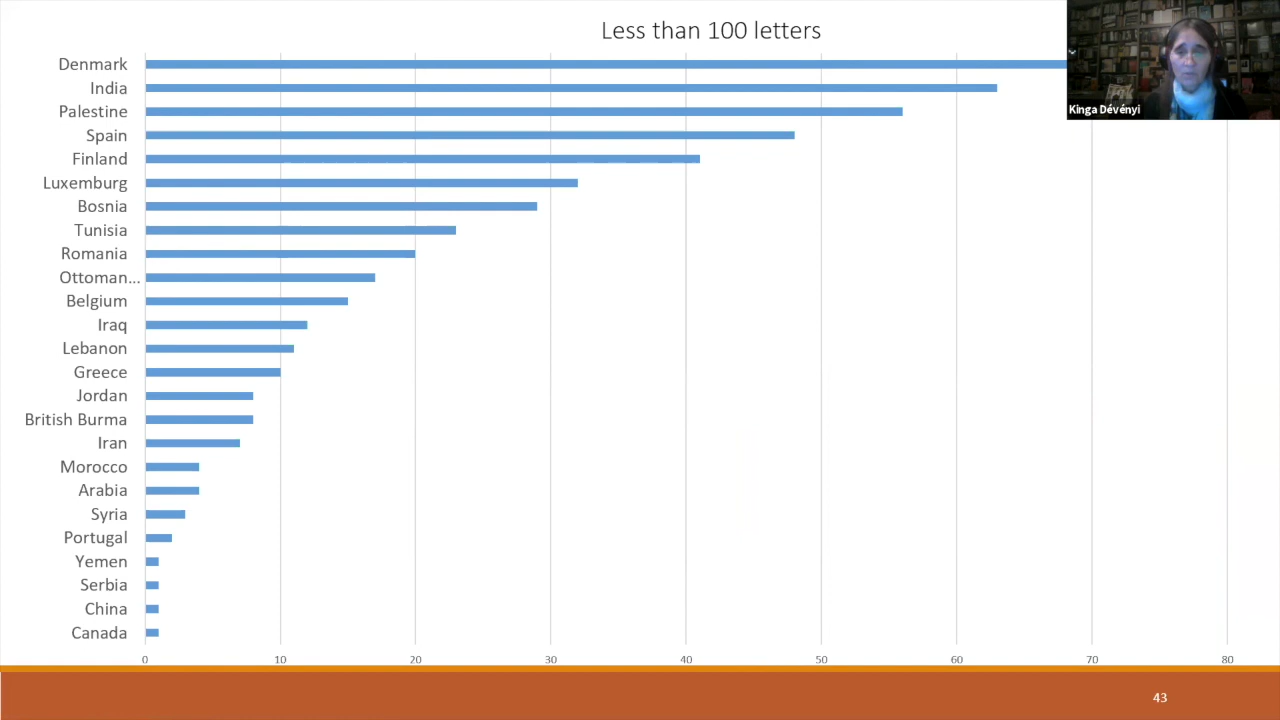 Less than 100 letters
Kinga Dévényi
Denmark
India
Palestine
Spain
Finland
Luxemburg
Bosnia
Tunisia
Romania
Ottoman...
Belgium
Iraq
Lebanon
Greece
Jordan
British Burma
Iran
Morocco
Arabia
Syria
Portugal
Yemen
Serbia
China
Canada
0 10 20 30 40 50 60 70 80
43